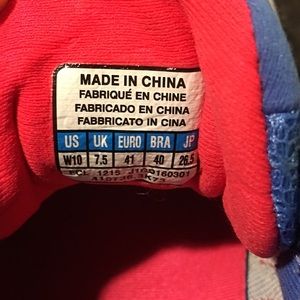 MADE IN CHINA
FABRIQUÉ EN CHINE
FABRICADO EN CHINA
FABBRICATO IN CINA
US UK EURO BRA JP
W10 7.5 41 40 26.5
1215